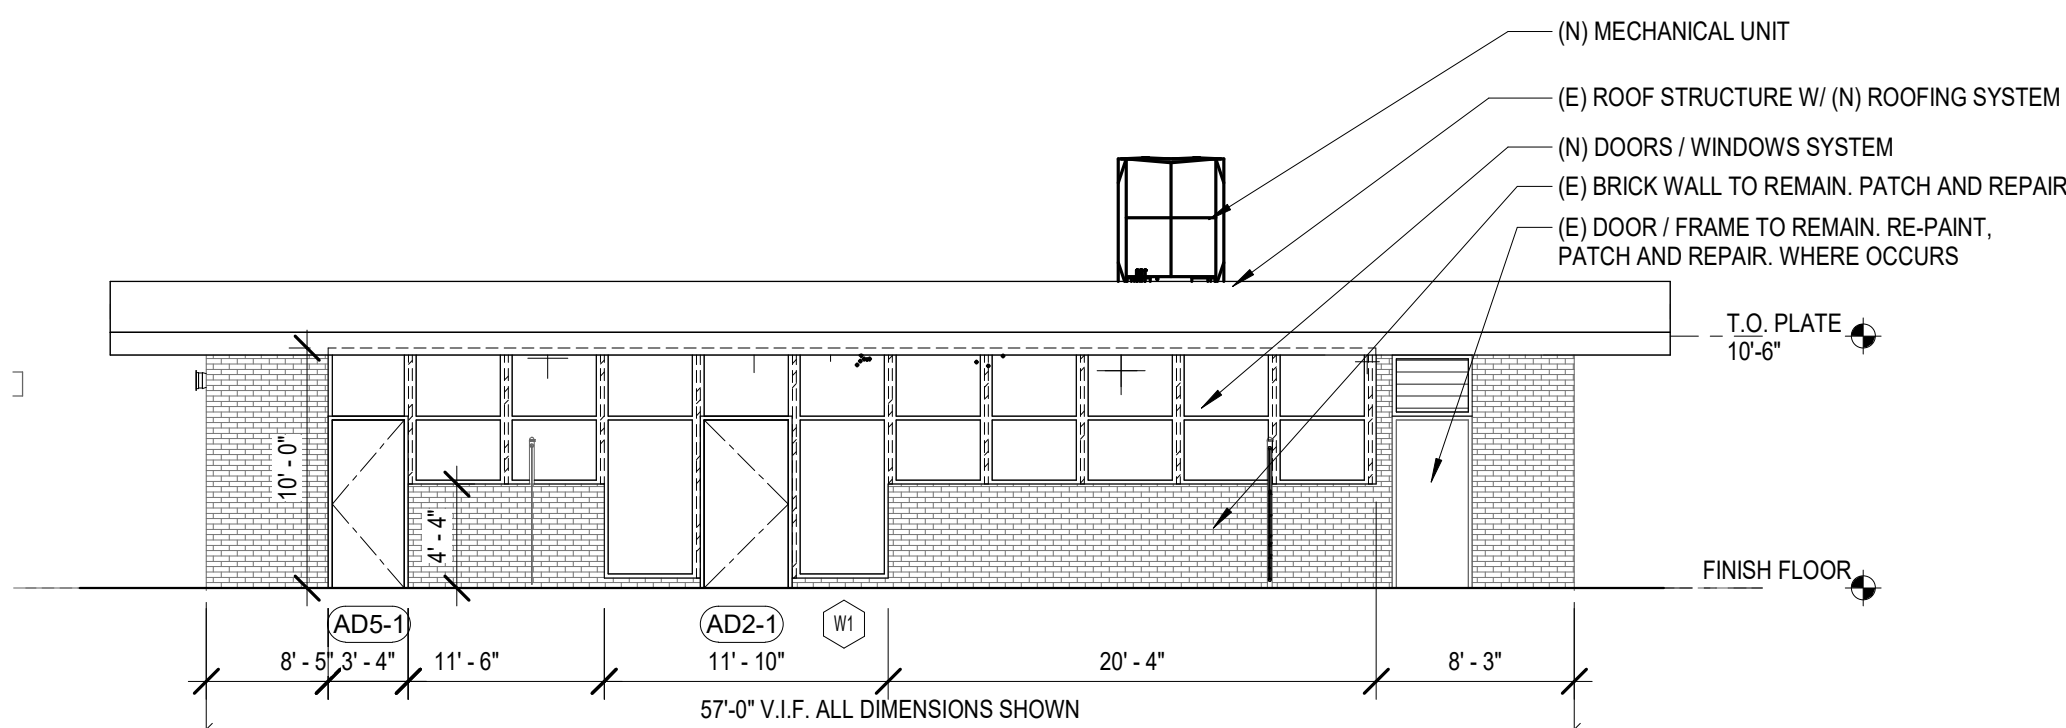 (N) MECHANICAL UNIT
(E) ROOF STRUCTURE W/ (N) ROOFING SYSTEM
(N) DOORS / WINDOWS SYSTEM
(E) BRICK WALL TO REMAIN. PATCH AND REPAIR
(E) DOOR / FRAME TO REMAIN. RE-PAINT,
PATCH AND REPAIR. WHERE OCCURS
T.O. PLATE
10'-6"
10' - 0"
4' - 4"
FINISH FLOOR
AD5-1
AD2-1
W1
8' - 5"
3' - 4"
11' - 6"
11' - 10"
20' - 4"
8' - 3"
57'-0" V.I.F. ALL DIMENSIONS SHOWN